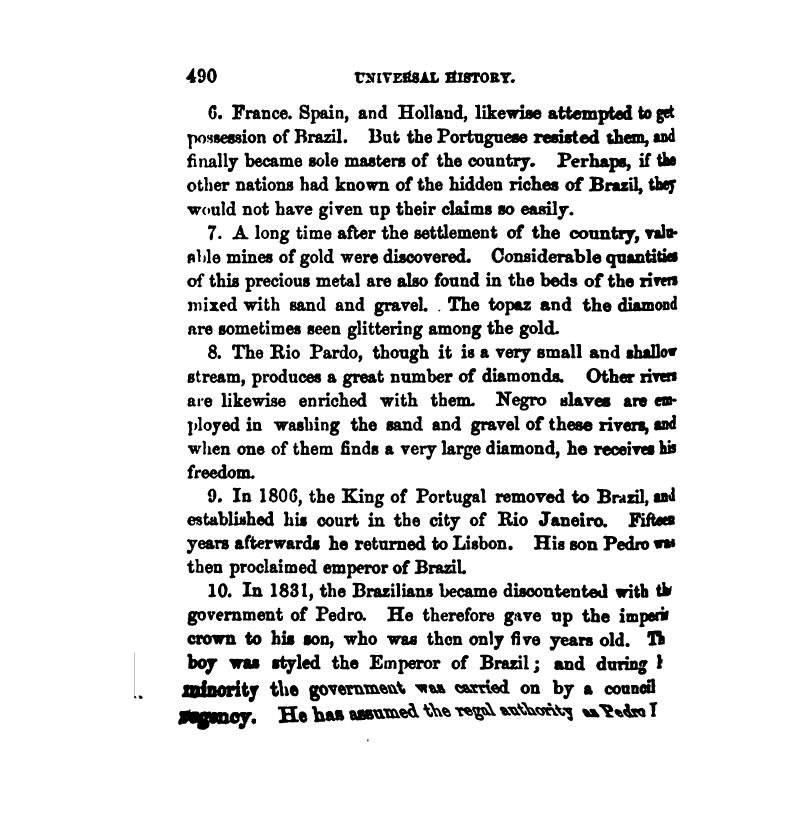 490 UNIVERSAL HISTORY.
6. France. Spain, and Holland, likewise attempted to get
possession of Brazil. But the Portuguese resisted them, and
finally became sole masters of the country. Perhaps, if the
other nations had known of the hidden riches of Brazil, they
would not have given up their claims so easily.
7. A long time after the settlement of the country, valu-
able mines of gold were discovered. Considerable quantities
of this precious metal are also found in the beds of the rivers
mixed with sand and gravel. The topaz and the diamond
are sometimes seen glittering among the gold.
8. The Rio Pardo, though it is a very small and shallow
stream, produces a great number of diamonds. Other rivers
are likewise enriched with them. Negro slaves are em-
ployed in washing the sand and gravel of these rivers, and
when one of them finds a very large diamond, he receives his
freedom.
9. In 1806, the King of Portugal removed to Brazil, and
established his court in the city of Rio Janeiro. Fifteen
years afterwards he returned to Lisbon. His son Pedro was
then proclaimed emperor of Brazil.
10. In 1831, the Brazilians became discontented with the
government of Pedro. He therefore gave up the imperial
crown to his son, who was then only five years old. Th
boy was styled the Emperor of Brazil; and during
minority the government was carried on by a council
regency. He has assumed the regal authority as Pedro I